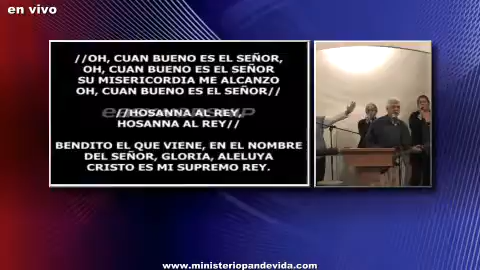 en vivo
//OH, CUAN BUENO ES EL SEÑOR,
OH, CUAN BUENO ES EL SEÑOR
SU MISERICORDIA ME ALCANZO
OH, CUAN BUENO ES EL SEÑOR//
//HOSANNA AL REY,
HOSANNA AL REY//
BENDITO EL QUE VIENE, EN EL NOMBRE
DEL SEÑOR, GLORIA, ALELUYA
CRISTO ES MI SUPREMO REY.
www.ministeriopandevida.com